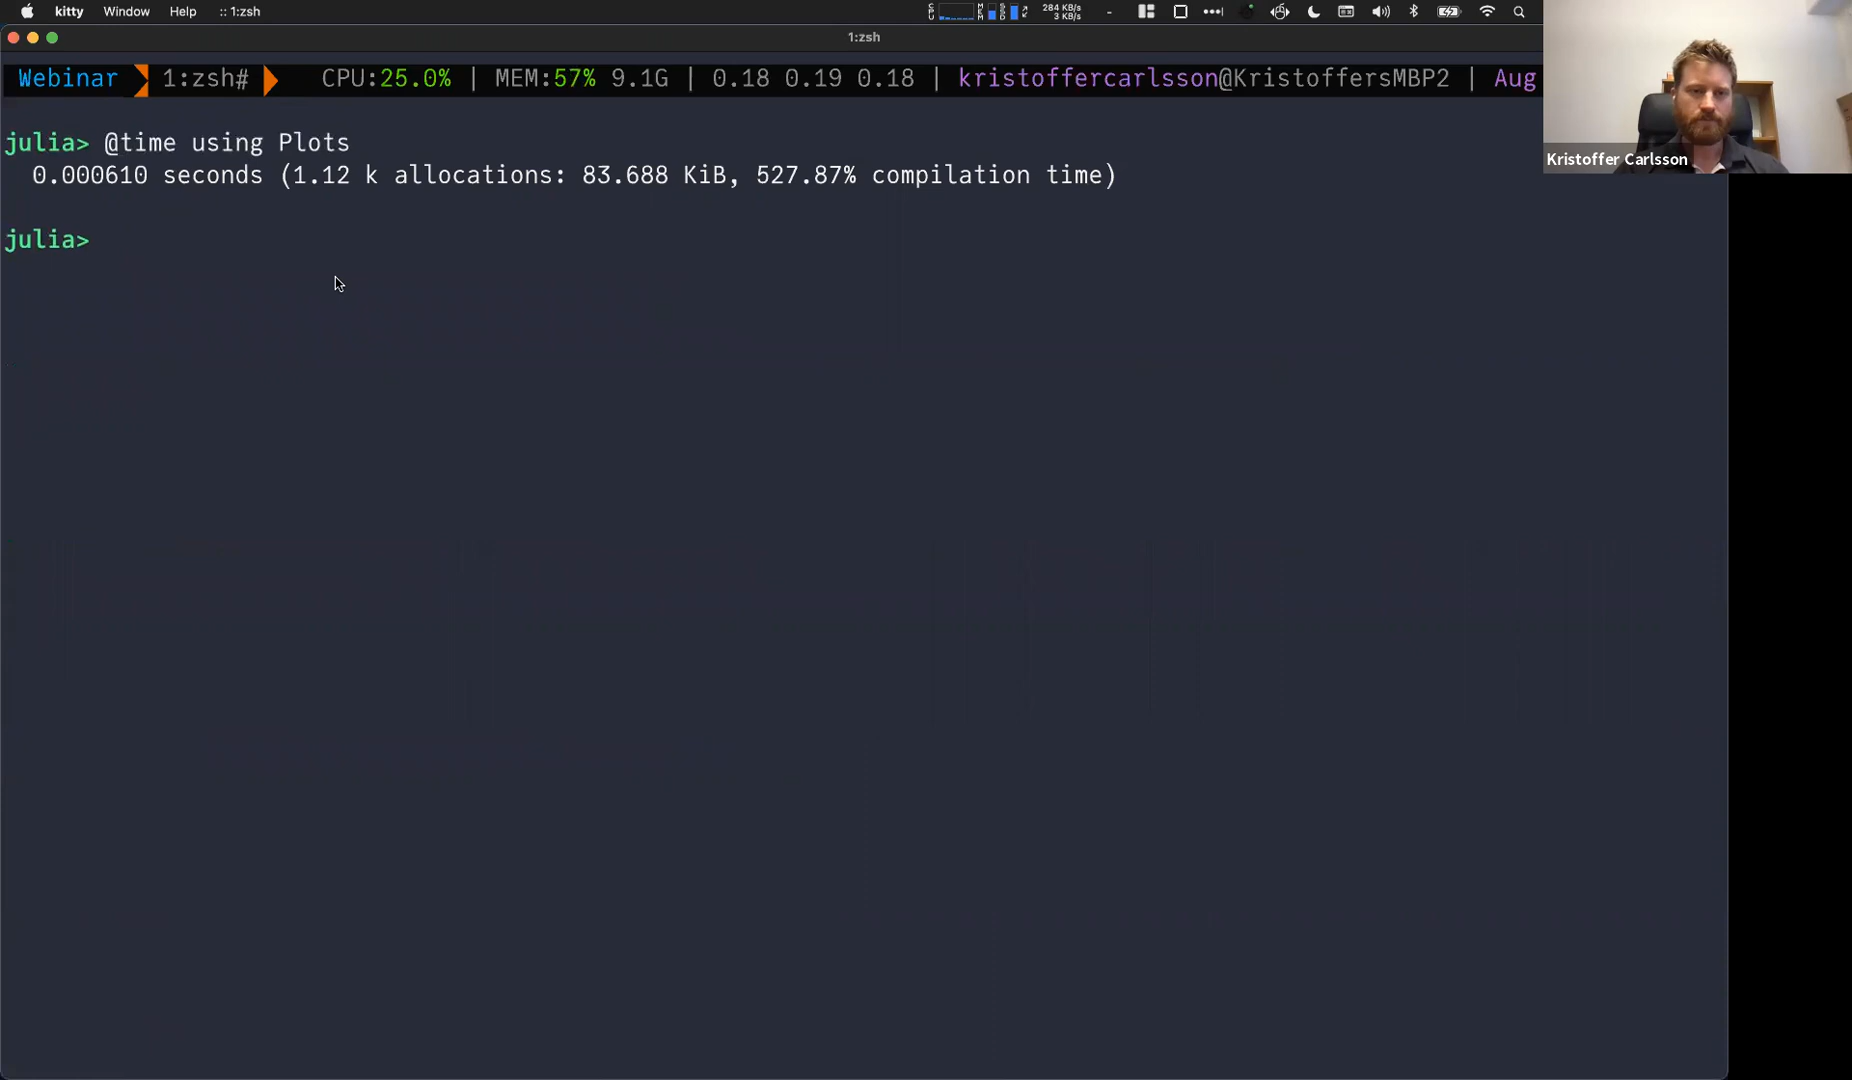 kitty Window Help :: 1:zsh
284 KB/s
3 KB/s
1:zsh
Webinar 1:zsh# CPU:25.0% | MEM:57% 9.1G | 0.18 0.19 0.18 | kristoffercarlsson@KristoffersMBP2 | Aug
julia> @time using Plots
0.000610 seconds (1.12 k allocations: 83.688 KiB, 527.87% compilation time)
Kristoffer Carlsson
julia>